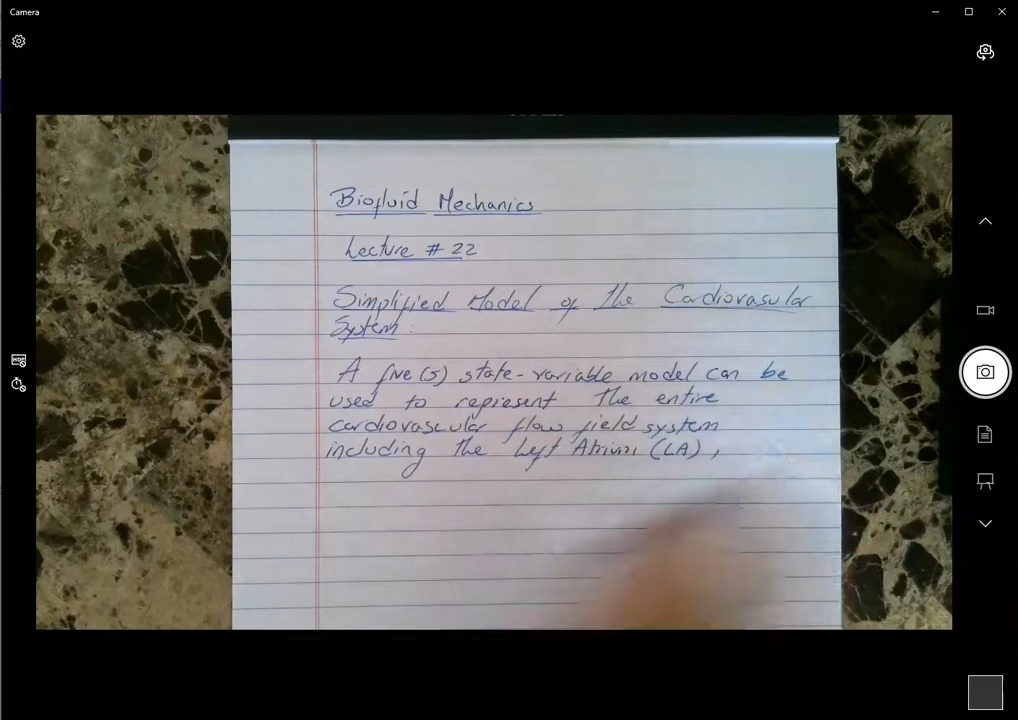 Camera
Biofluid Mechanics
Lecture # 22
Simplified Model of the Cardiovasular
System:
A five (5) state-variable model can be
used to represent the entire
cardiovascular flow field system
including the Left Atrium (LA),